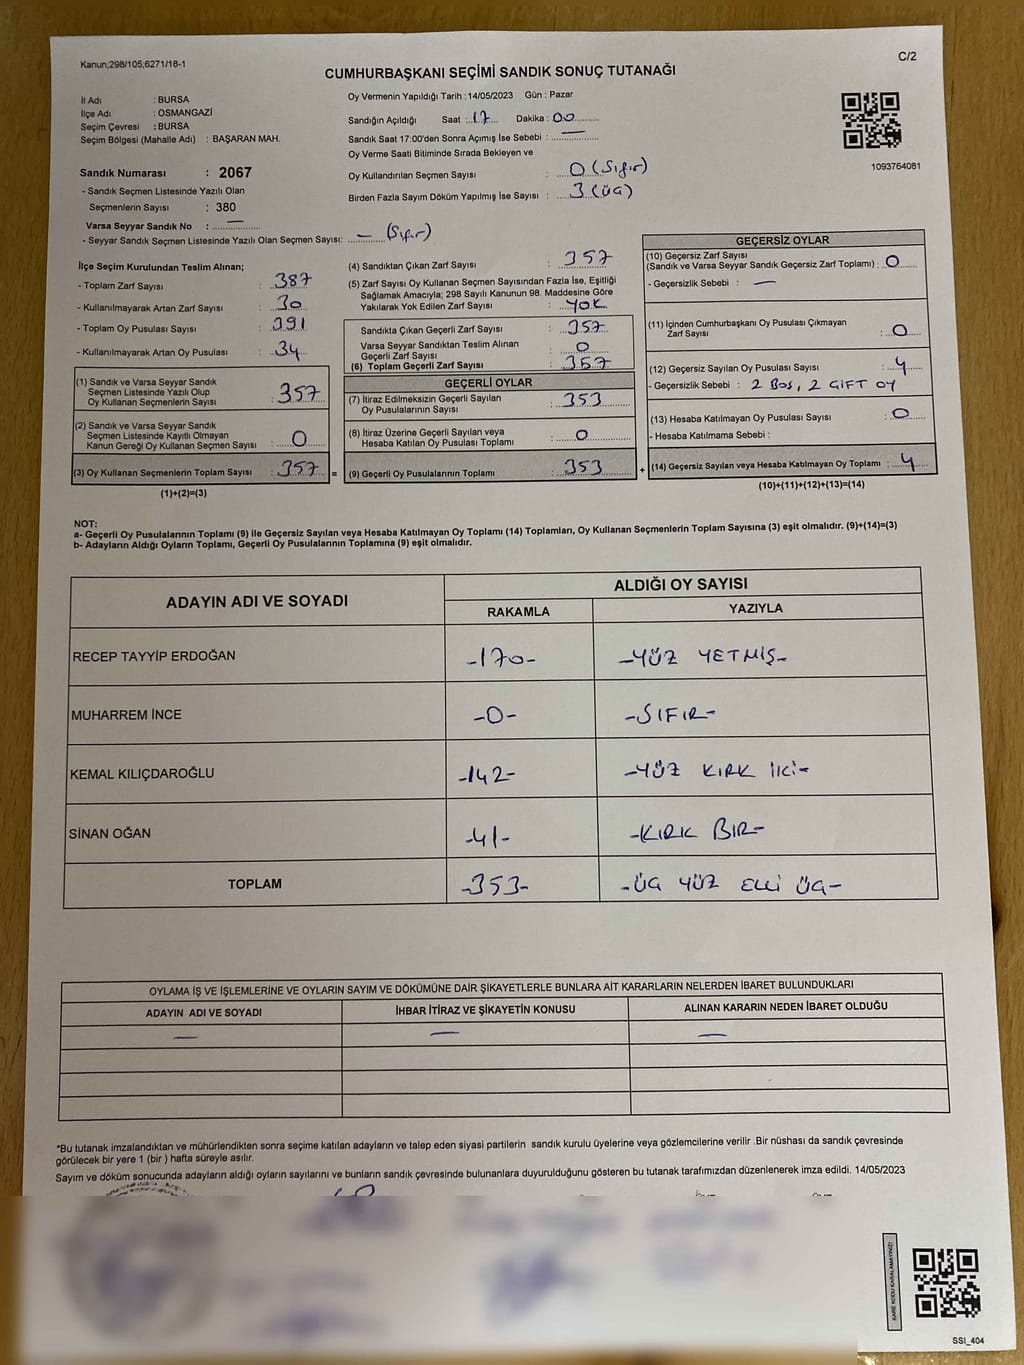 Kanun;298/105;6271/18-1
C/2
CUMHURBAŞKANI SEÇİMİ SANDIK SONUÇ TUTANAĞI
İl Adı : BURSA
İlçe Adı : OSMANGAZİ
Seçim Çevresi : BURSA
Seçim Bölgesi (Mahalle Adı) : BAŞARAN MAH.
Oy Vermenin Yapıldığı Tarih : 14/05/2023 Gün : Pazar
Sandığın Açıldığı Saat : 17 Dakika : 00
Sandık Saat 17:00'den Sonra Açımış İse Sebebi : —
Oy Verme Saati Bitiminde Sırada Bekleyen ve
Oy Kullandırılan Seçmen Sayısı : 0 (Sıfır)
Birden Fazla Sayım Döküm Yapılmış İse Sayısı : 3 (ÜÇ)
1093764081
Sandık Numarası : 2067
- Sandık Seçmen Listesinde Yazılı Olan
Seçmenlerin Sayısı : 380
Varsa Seyyar Sandık No : —
- Seyyar Sandık Seçmen Listesinde Yazılı Olan Seçmen Sayısı: — (Sıfır)
İlçe Seçim Kurulundan Teslim Alınan;
- Toplam Zarf Sayısı : 387
- Kullanılmayarak Artan Zarf Sayısı : 30
- Toplam Oy Pusulası Sayısı : 391
- Kullanılmayarak Artan Oy Pusulası : 34
(1) Sandık ve Varsa Seyyar Sandık
Seçmen Listesinde Yazılı Olup
Oy Kullanan Seçmenlerin Sayısı : 357
(2) Sandık ve Varsa Seyyar Sandık
Seçmen Listesinde Kayıtlı Olmayan
Kanun Gereği Oy Kullanan Seçmen Sayısı : 0
(3) Oy Kullanan Seçmenlerin Toplam Sayısı : 357 =
(1)+(2)=(3)
(4) Sandıktan Çıkan Zarf Sayısı : 357
(5) Zarf Sayısı Oy Kullanan Seçmen Sayısından Fazla İse, Eşitliği
Sağlamak Amacıyla; 298 Sayılı Kanunun 98. Maddesine Göre
Yakılarak Yok Edilen Zarf Sayısı : YOK
Sandıkta Çıkan Geçerli Zarf Sayısı : 357
Varsa Seyyar Sandıktan Teslim Alınan
Geçerli Zarf Sayısı : 0
(6) Toplam Geçerli Zarf Sayısı : 357
GEÇERLİ OYLAR
(7) İtiraz Edilmeksizin Geçerli Sayılan
Oy Pusulalarının Sayısı : 353
(8) İtiraz Üzerine Geçerli Sayılan veya
Hesaba Katılan Oy Pusulası Toplamı : 0
(9) Geçerli Oy Pusulalarının Toplamı : 353 +
GEÇERSİZ OYLAR
(10) Geçersiz Zarf Sayısı
(Sandık ve Varsa Seyyar Sandık Geçersiz Zarf Toplamı) : 0
- Geçersizlik Sebebi : —
(11) İçinden Cumhurbaşkanı Oy Pusulası Çıkmayan
Zarf Sayısı : 0
(12) Geçersiz Sayılan Oy Pusulası Sayısı : 4
- Geçersizlik Sebebi : 2 BOŞ, 2 ÇİFT OY
(13) Hesaba Katılmayan Oy Pusulası Sayısı : 0
- Hesaba Katılmama Sebebi :
(14) Geçersiz Sayılan veya Hesaba Katılmayan Oy Toplamı : 4
(10)+(11)+(12)+(13)=(14)
NOT:
a- Geçerli Oy Pusulalarının Toplamı (9) ile Geçersiz Sayılan veya Hesaba Katılmayan Oy Toplamı (14) Toplamları, Oy Kullanan Seçmenlerin Toplam Sayısına (3) eşit olmalıdır. (9)+(14)=(3)
b- Adayların Aldığı Oyların Toplamı, Geçerli Oy Pusulalarının Toplamına (9) eşit olmalıdır.
ADAYIN ADI VE SOYADI
ALDIĞI OY SAYISI
RAKAMLA YAZIYLA
RECEP TAYYİP ERDOĞAN -170- -YÜZ YETMİŞ-
MUHARREM İNCE -0- -SIFIR-
KEMAL KILIÇDAROĞLU -142- -YÜZ KIRK İKİ-
SİNAN OĞAN -41- -KIRK BİR-
TOPLAM -353- -ÜÇ YÜZ ELLİ ÜÇ-
OYLAMA İŞ VE İŞLEMLERİNE VE OYLARIN SAYIM VE DÖKÜMÜNE DAİR ŞİKAYETLERLE BUNLARA AİT KARARLARIN NELERDEN İBARET BULUNDUKLARI
ADAYIN ADI VE SOYADI İHBAR İTİRAZ VE ŞİKAYETİN KONUSU ALINAN KARARIN NEDEN İBARET OLDUĞU
— — —
*Bu tutanak imzalandıktan ve mühürlendikten sonra seçime katılan adayların ve talep eden siyasi partilerin sandık kurulu üyelerine veya gözlemcilerine verilir .Bir nüshası da sandık çevresinde
görülecek bir yere 1 (bir ) hafta süreyle asılır.
Sayım ve döküm sonucunda adayların aldığı oyların sayılarını ve bunların sandık çevresinde bulunanlara duyurulduğunu gösteren bu tutanak tarafımızdan düzenlenerek imza edildi. 14/05/2023
KARE KODU KARALAMAYINIZ!
SSI_404